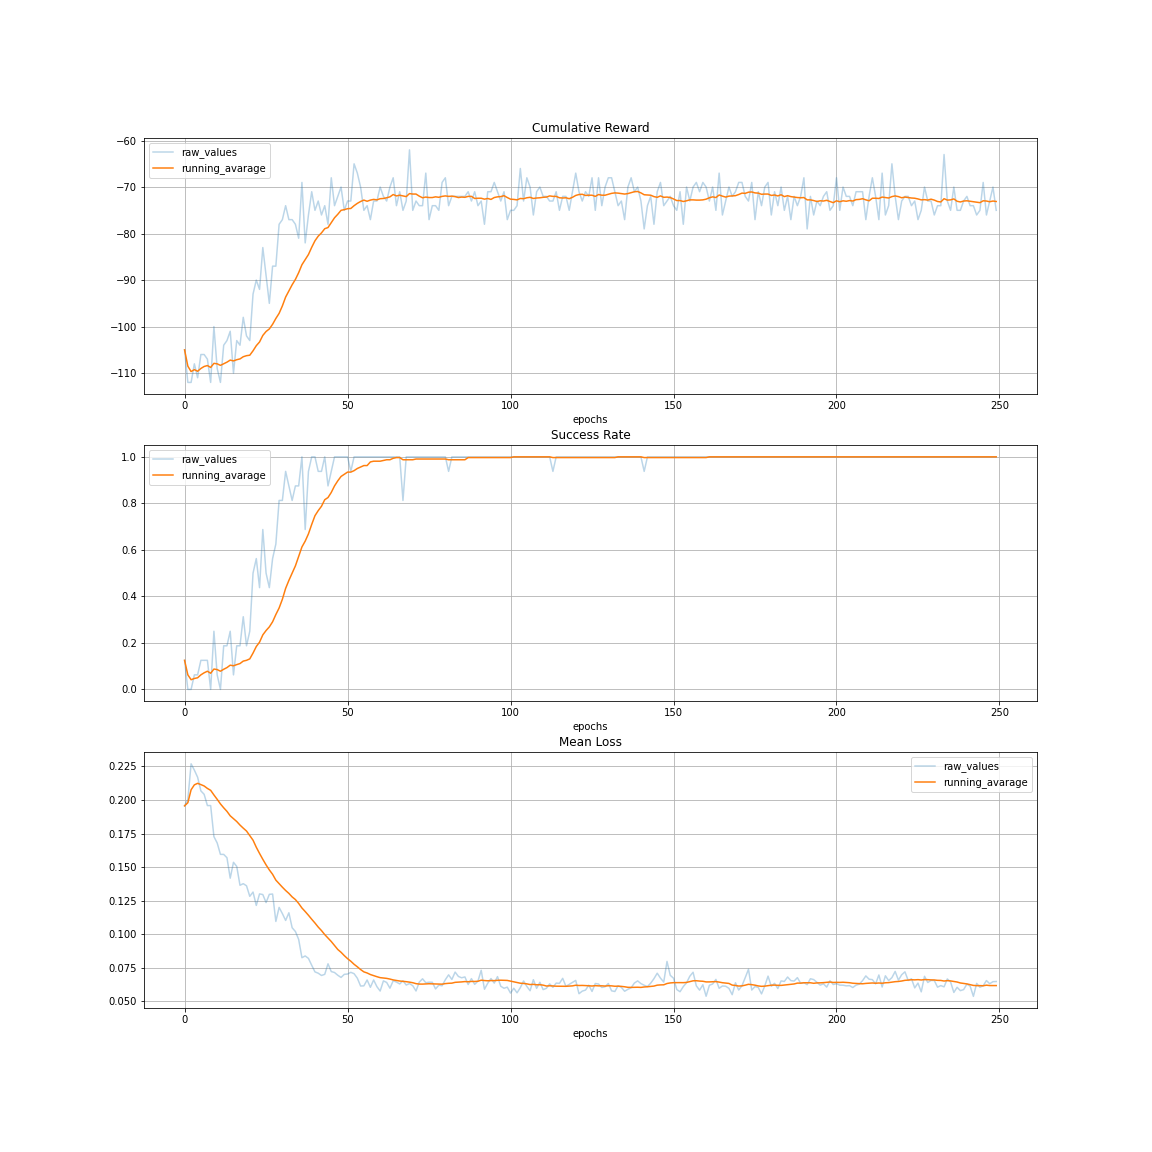 Cumulative Reward
−60
−70
−80
−90
−100
−110
raw_values
running_avarage
0 50 100 150 200 250
epochs
Success Rate
1.0
0.8
0.6
0.4
0.2
0.0
raw_values
running_avarage
0 50 100 150 200 250
epochs
Mean Loss
0.225
0.200
0.175
0.150
0.125
0.100
0.075
0.050
raw_values
running_avarage
0 50 100 150 200 250
epochs